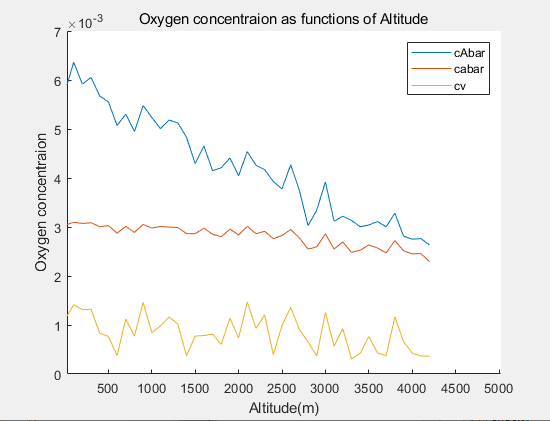 Oxygen concentraion as functions of Altitude
×10⁻³
7
6
5
4
3
2
1
0
Oxygen concentraion
cAbar
cabar
cv
500 1000 1500 2000 2500 3000 3500 4000 4500 5000
Altitude(m)